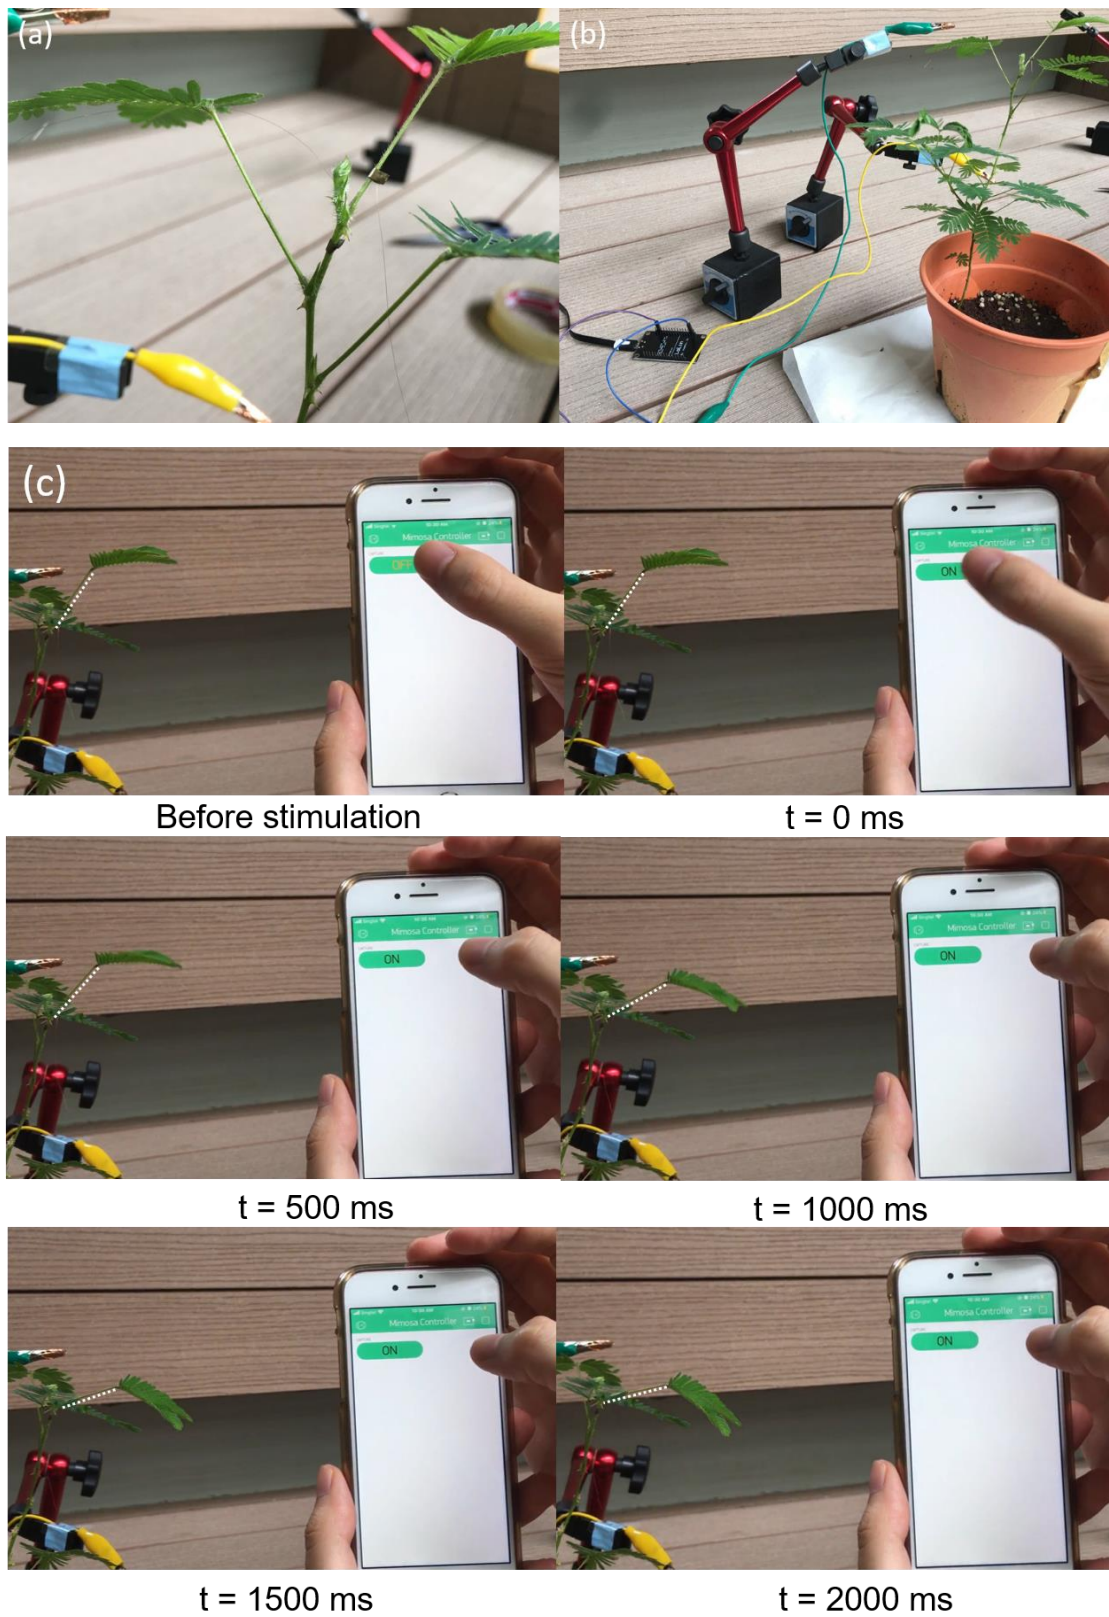 (a)
(b)
(c)
Mimosa Controller
OFF
Mimosa Controller
ON
Before stimulation
t = 0 ms
Mimosa Controller
ON
Mimosa Controller
ON
t = 500 ms
t = 1000 ms
Mimosa Controller
ON
Mimosa Controller
ON
t = 1500 ms
t = 2000 ms